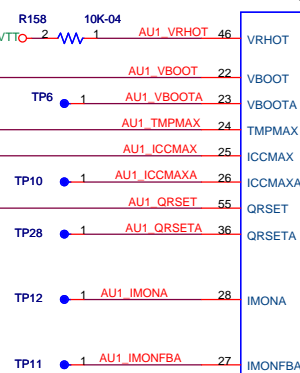 R158 10K-04
VTT 2 1 AU1_VRHOT 46 VRHOT
AU1_VBOOT 22 VBOOT
TP6 1 AU1_VBOOTA 23 VBOOTA
AU1_TMPMAX 24 TMPMAX
AU1_ICCMAX 25 ICCMAX
TP10 1 AU1_ICCMAXA 26 ICCMAXA
AU1_QRSET 55 QRSET
TP28 1 AU1_QRSETA 36 QRSETA
TP12 1 AU1_IMONA 28 IMONA
TP11 1 AU1_IMONFBA 27 IMONFBA